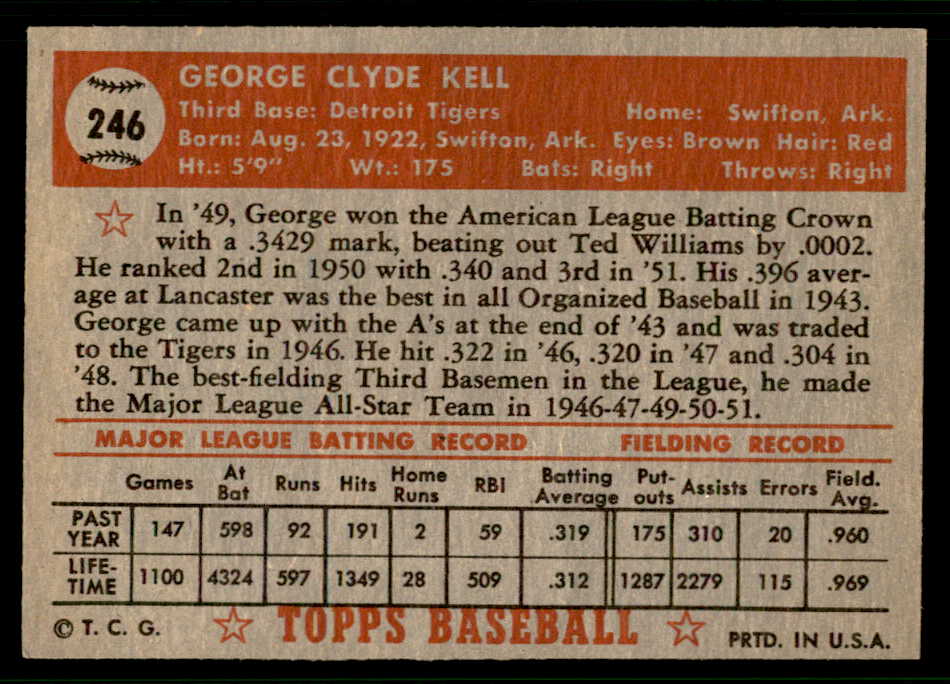 246
GEORGE CLYDE KELL
Third Base: Detroit Tigers Home: Swifton, Ark.
Born: Aug. 23, 1922, Swifton, Ark. Eyes: Brown Hair: Red
Ht.: 5'9" Wt.: 175 Bats: Right Throws: Right
In '49, George won the American League Batting Crown
with a .3429 mark, beating out Ted Williams by .0002.
He ranked 2nd in 1950 with .340 and 3rd in '51. His .396 aver-
age at Lancaster was the best in all Organized Baseball in 1943.
George came up with the A's at the end of '43 and was traded
to the Tigers in 1946. He hit .322 in '46, .320 in '47 and .304 in
'48. The best-fielding Third Basemen in the League, he made
the Major League All-Star Team in 1946-47-49-50-51.
MAJOR LEAGUE BATTING RECORD FIELDING RECORD
Games At Bat Runs Hits Home Runs RBI Batting Average Put-outs Assists Errors Field. Avg.
PAST YEAR 147 598 92 191 2 59 .319 175 310 20 .960
LIFE-TIME 1100 4324 597 1349 28 509 .312 1287 2279 115 .969
© T. C. G. TOPPS BASEBALL PRTD. IN U.S.A.